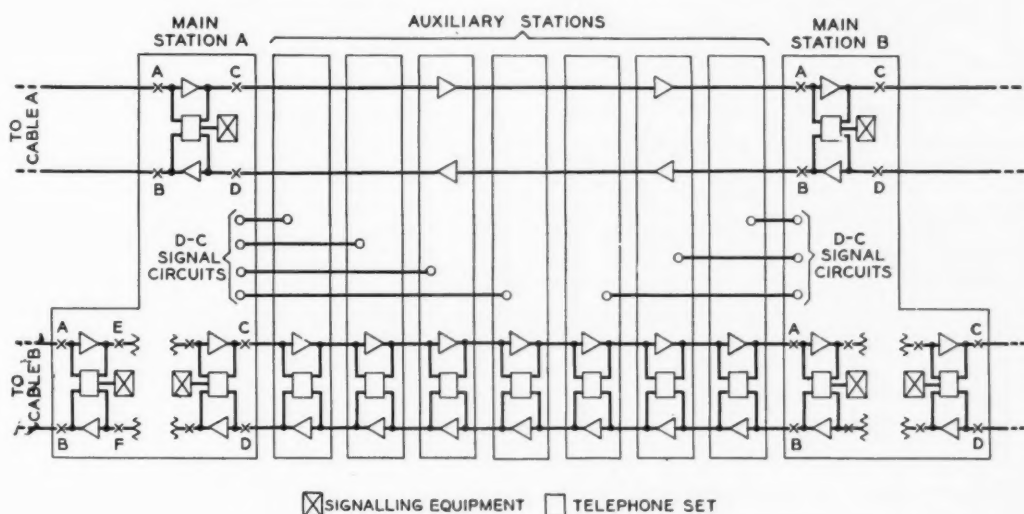 MAIN
STATION A
AUXILIARY STATIONS
MAIN
STATION B
A C
A C
TO
CABLE A
B D
B D
D-C
SIGNAL
CIRCUITS
D-C
SIGNAL
CIRCUITS
A E C A C
TO
CABLE B
B F D B D
SIGNALLING EQUIPMENT TELEPHONE SET